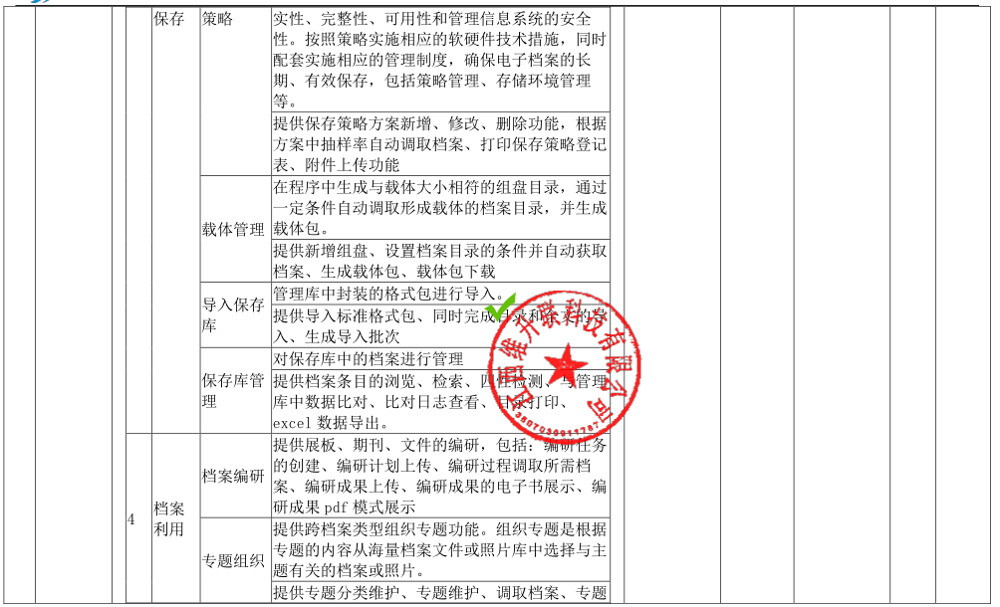 保存
策略
实性、完整性、可用性和管理信息系统的安全
性。按照策略实施相应的软硬件技术措施，同时
配套实施相应的管理制度，确保电子档案的长
期、有效保存，包括策略管理、存储环境管理
等。
提供保存策略方案新增、修改、删除功能，根据
方案中抽样率自动调取档案、打印保存策略登记
表、附件上传功能
载体管理
在程序中生成与载体大小相符的组盘目录，通过
一定条件自动调取形成载体的档案目录，并生成
载体包。
提供新增组盘、设置档案目录的条件并自动获取
档案、生成载体包、载体包下载
导入保存
库
管理库中封装的格式包进行导入。
提供导入标准格式包、同时完成目录和全文的导
入、生成导入批次
保存库管
理
对保存库中的档案进行管理
提供档案条目的浏览、检索、四性检测、与管理
库中数据比对、比对日志查看、目录打印、
excel 数据导出。
4
档案
利用
档案编研
提供展板、期刊、文件的编研，包括：编研任务
的创建、编研计划上传、编研过程调取所需档
案、编研成果上传、编研成果的电子书展示、编
研成果 pdf 模式展示
专题组织
提供跨档案类型组织专题功能。组织专题是根据
专题的内容从海量档案文件或照片库中选择与主
题有关的档案或照片。
提供专题分类维护、专题维护、调取档案、专题
山西维升联科技有限公司